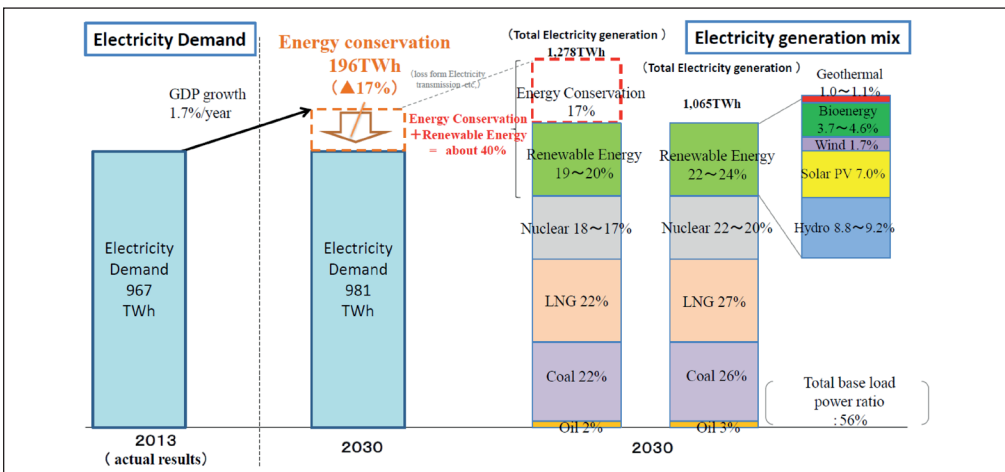 Electricity Demand
Energy conservation
196TWh
(▲17%)
GDP growth
1.7%/year
（loss form Electricity
transmission etc,）
Energy Conservation
＋Renewable Energy
= about 40%
Electricity
Demand
967
TWh
Electricity
Demand
981
TWh
2013
（ actual results）
2030
（Total Electricity generation ）
1,278TWh
Energy Conservation
17%
Renewable Energy
19～20%
Nuclear 18～17%
LNG 22%
Coal 22%
Oil 2%
2030
Electricity generation mix
（Total Electricity generation ）
1,065TWh
Renewable Energy
22～24%
Nuclear 22～20%
LNG 27%
Coal 26%
Oil 3%
Geothermal
1.0～1.1%
Bioenergy
3.7～4.6%
Wind 1.7%
Solar PV 7.0%
Hydro 8.8～9.2%
Total base load
power ratio
: 56%